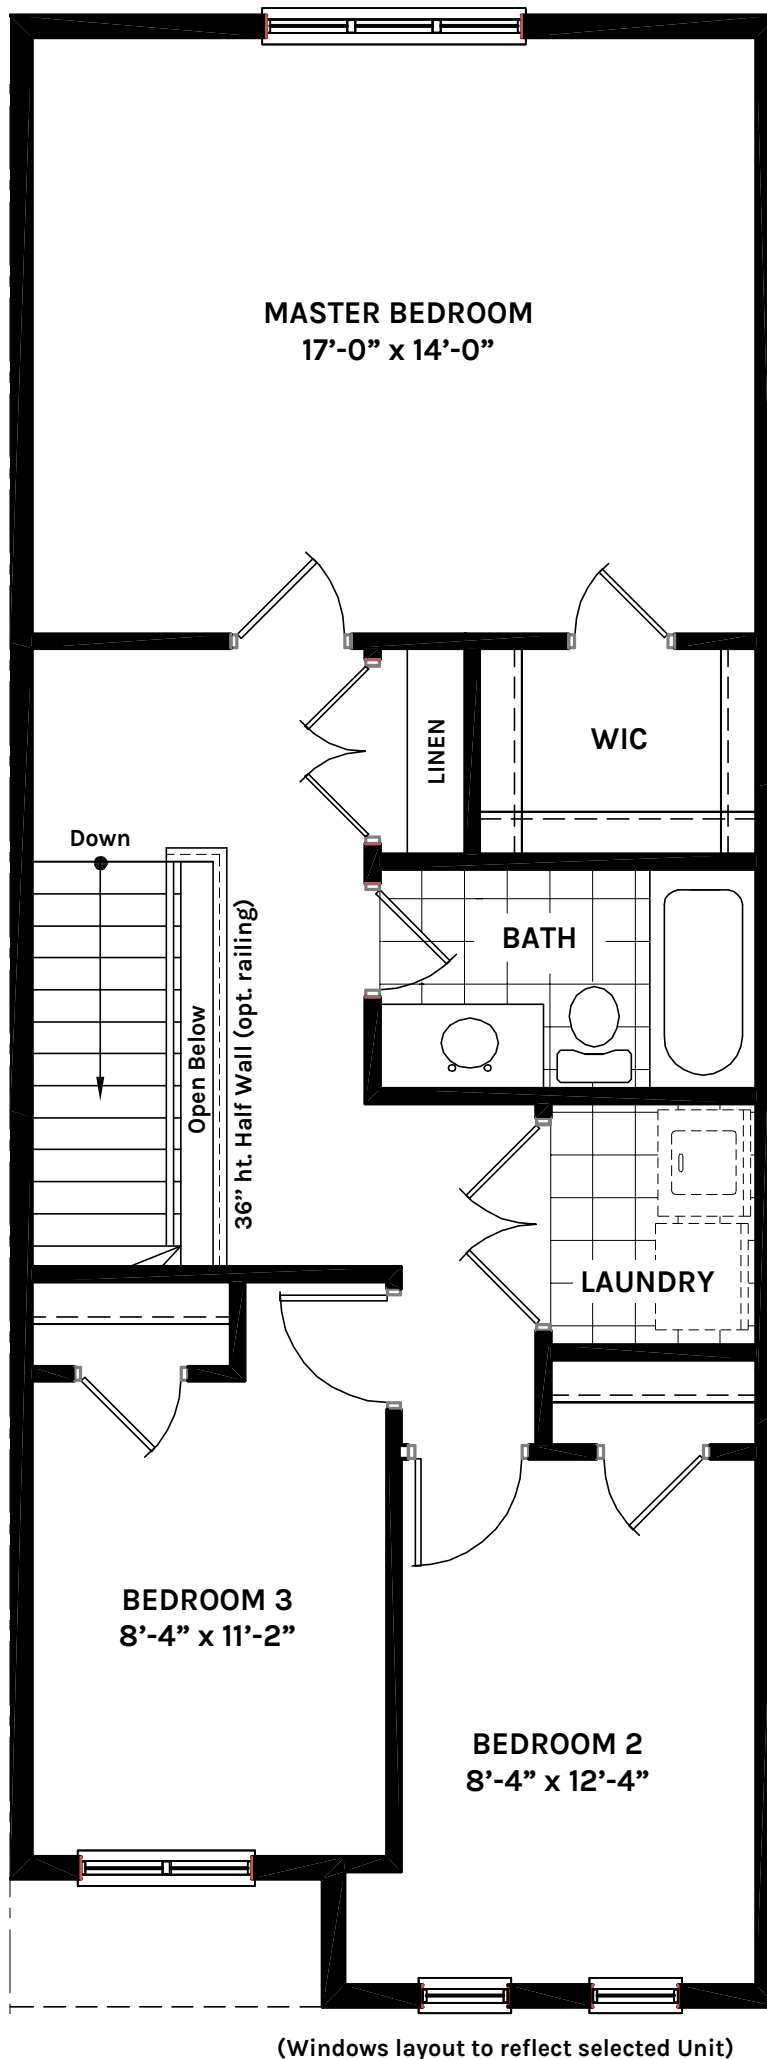 MASTER BEDROOM
17’-0” x 14’-0”
LINEN
WIC
Down
BATH
Open Below
36” ht. Half Wall (opt. railing)
LAUNDRY
BEDROOM 3
8’-4” x 11’-2”
BEDROOM 2
8’-4” x 12’-4”
(Windows layout to reflect selected Unit)